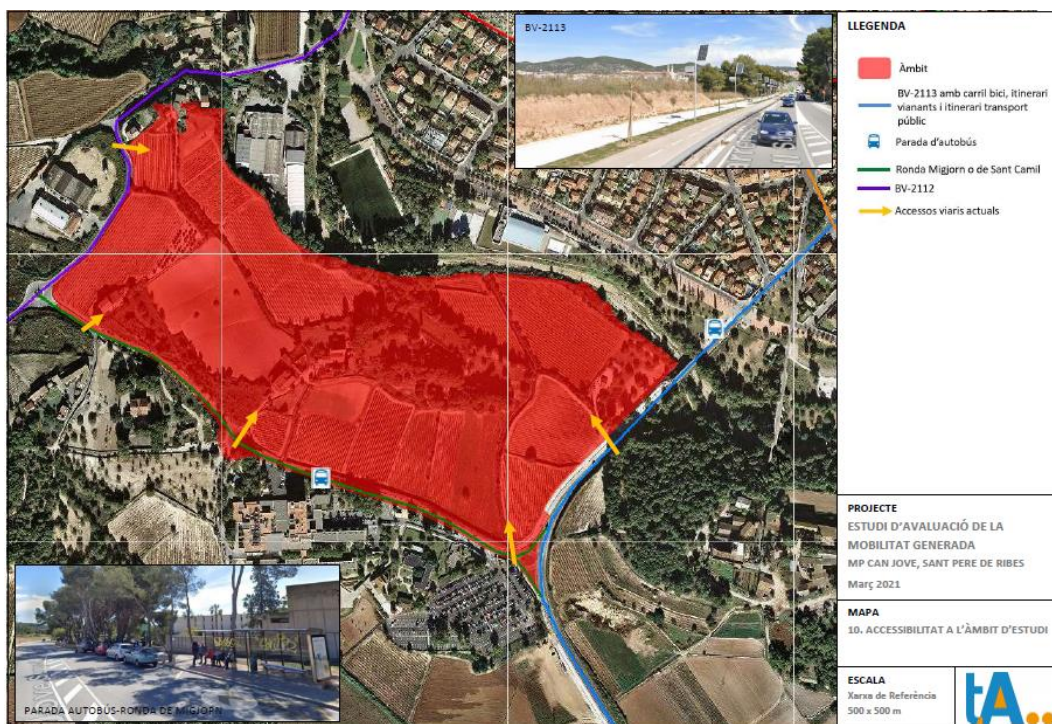 BV-2113
LLEGENDA
Àmbit
BV-2113 amb carril bici, itinerari
vianants i itinerari transport
públic
Parada d'autobús
Ronda Migjorn o de Sant Camil
BV-2112
Accessos viaris actuals
PARADA AUTOBÚS-RONDA DE MIGJORN
PROJECTE
ESTUDI D'AVALUACIÓ DE LA
MOBILITAT GENERADA
MP CAN JOVE, SANT PERE DE RIBES
Març 2021
MAPA
10. ACCESSIBILITAT A L'ÀMBIT D'ESTUDI
ESCALA
Xarxa de Referència
500 x 500 m
tA..